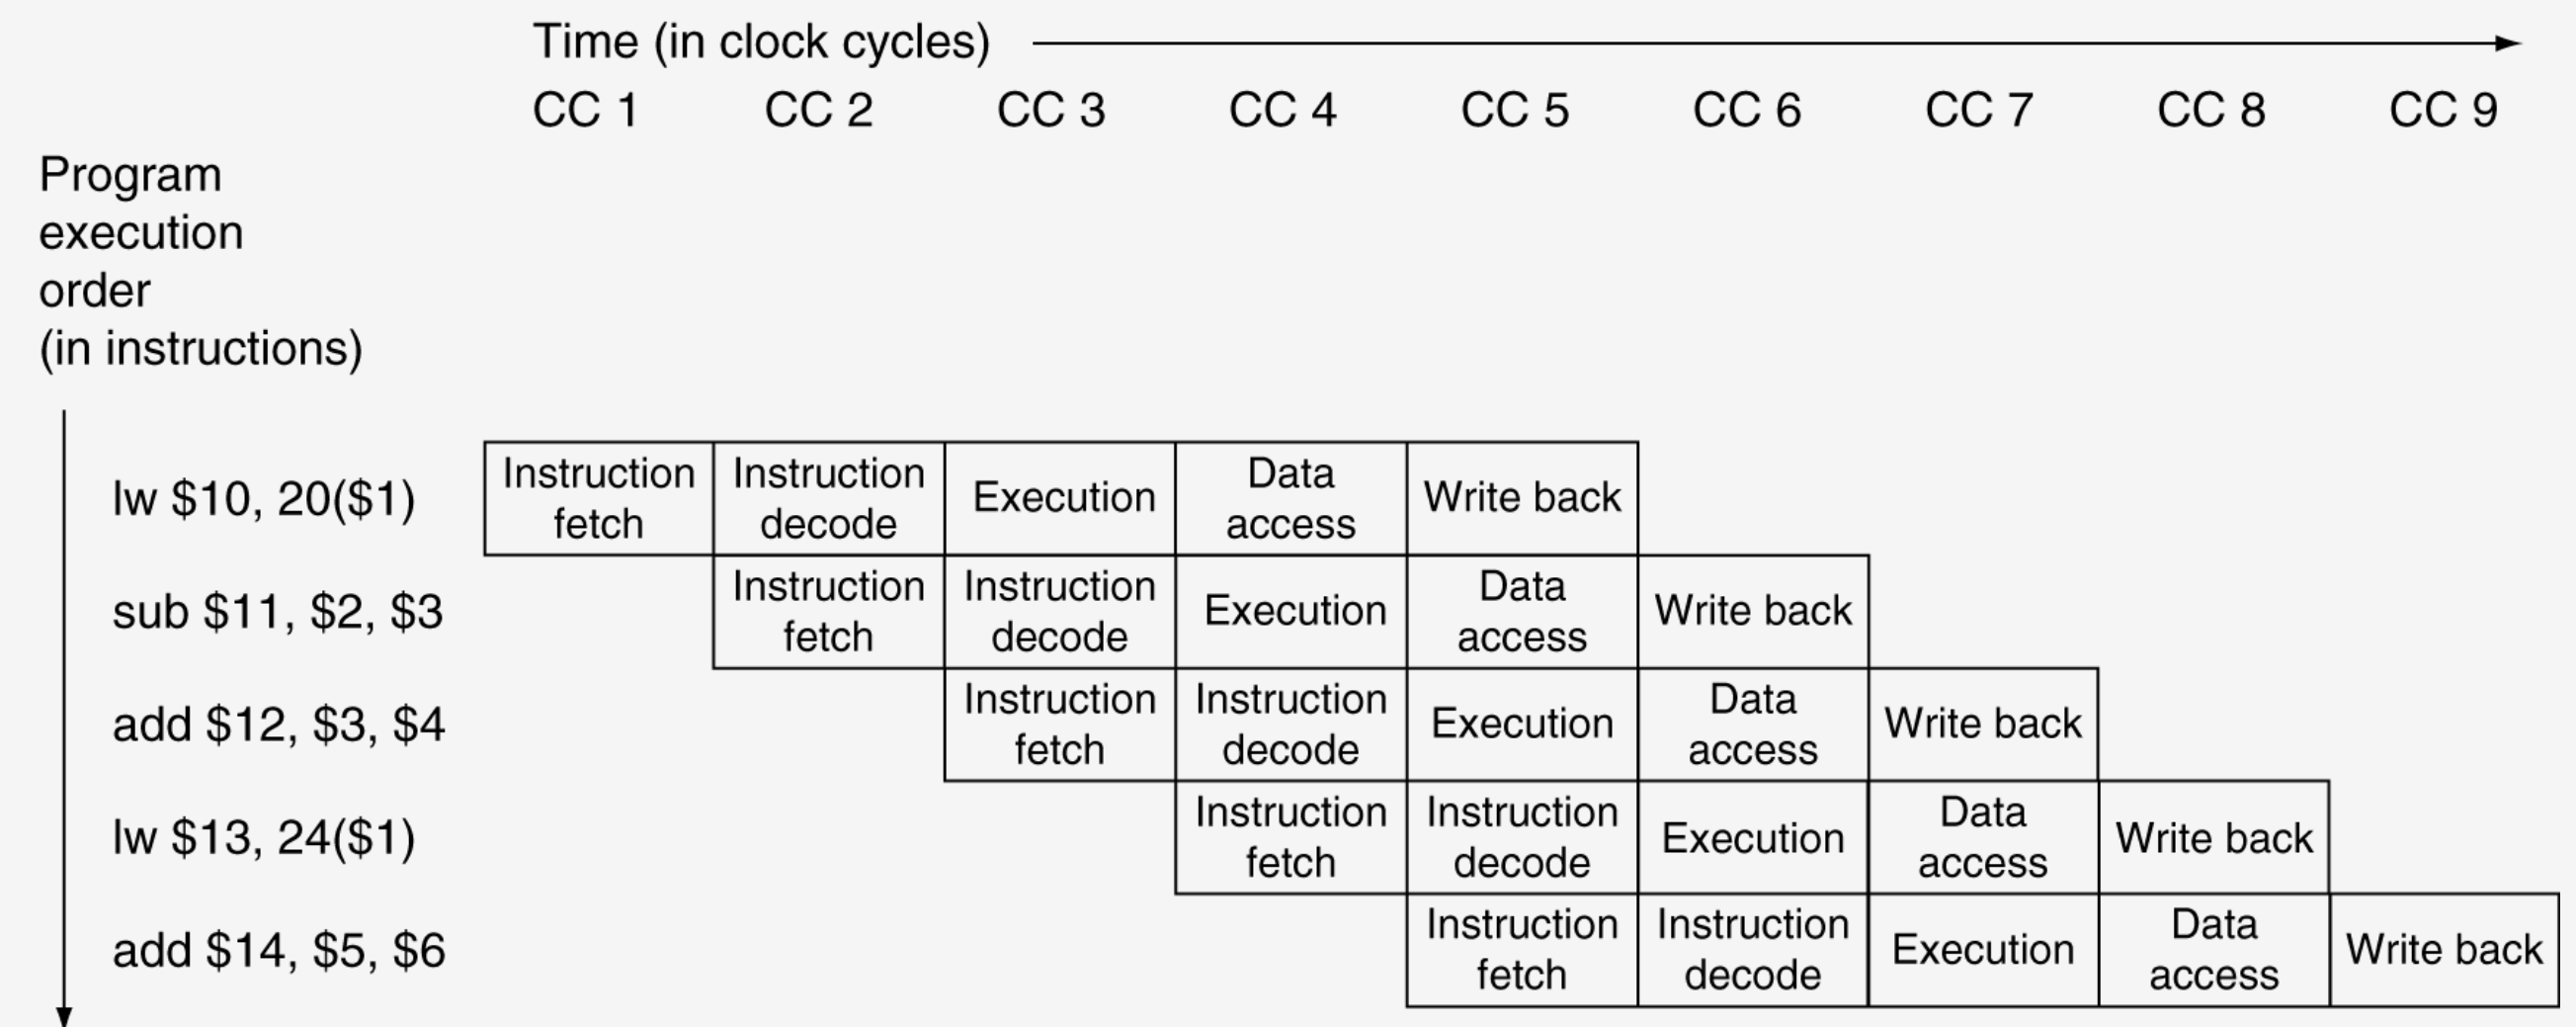 Time (in clock cycles)
CC 1 CC 2 CC 3 CC 4 CC 5 CC 6 CC 7 CC 8 CC 9
Program
execution
order
(in instructions)
lw $10, 20($1)
Instruction
fetch
Instruction
decode
Execution
Data
access
Write back
sub $11, $2, $3
Instruction
fetch
Instruction
decode
Execution
Data
access
Write back
add $12, $3, $4
Instruction
fetch
Instruction
decode
Execution
Data
access
Write back
lw $13, 24($1)
Instruction
fetch
Instruction
decode
Execution
Data
access
Write back
add $14, $5, $6
Instruction
fetch
Instruction
decode
Execution
Data
access
Write back